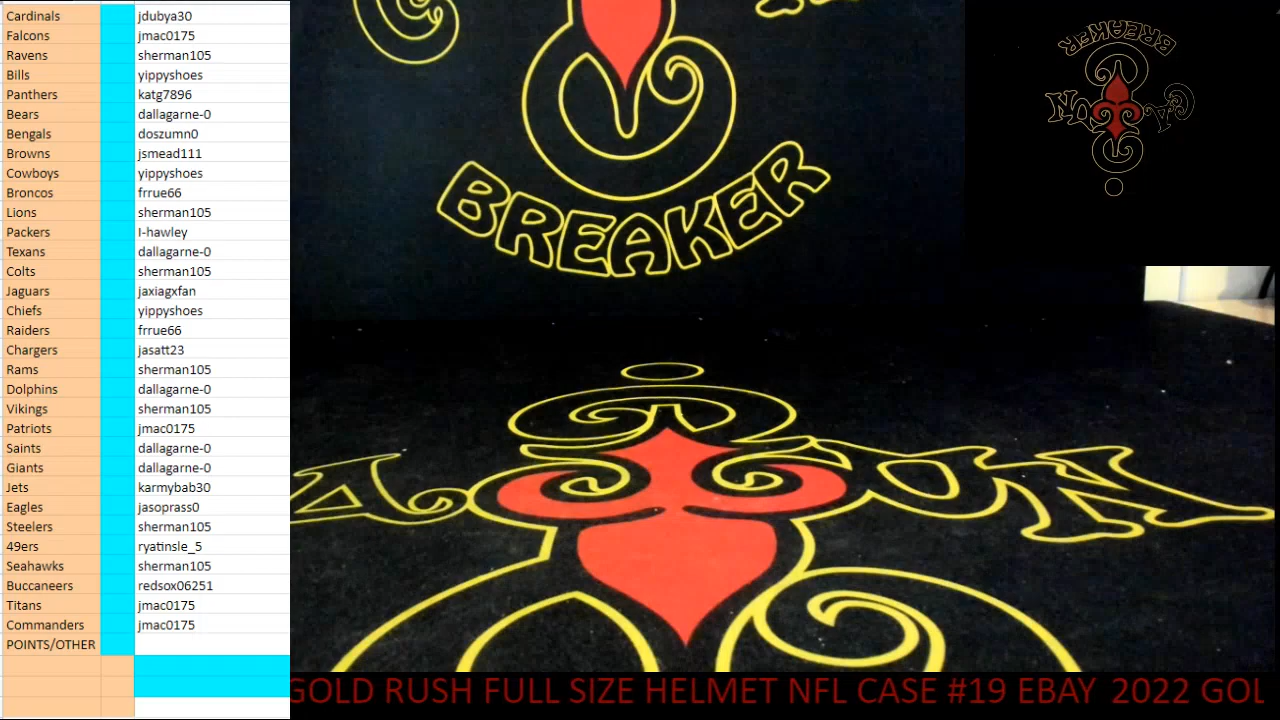 Cardinals jdubya30
Falcons jmac0175
Ravens sherman105
Bills yippyshoes
Panthers katg7896
Bears dallagarne-0
Bengals doszumn0
Browns jsmead111
Cowboys yippyshoes
Broncos frrue66
Lions sherman105
Packers I-hawley
Texans dallagarne-0
Colts sherman105
Jaguars jaxiagxfan
Chiefs yippyshoes
Raiders frrue66
Chargers jasatt23
Rams sherman105
Dolphins dallagarne-0
Vikings sherman105
Patriots jmac0175
Saints dallagarne-0
Giants dallagarne-0
Jets karmybab30
Eagles jasoprass0
Steelers sherman105
49ers ryatinsle_5
Seahawks sherman105
Buccaneers redsox06251
Titans jmac0175
Commanders jmac0175
POINTS/OTHER
BREAKER
BREAKER
GOLD RUSH FULL SIZE HELMET NFL CASE #19 EBAY 2022 GOL